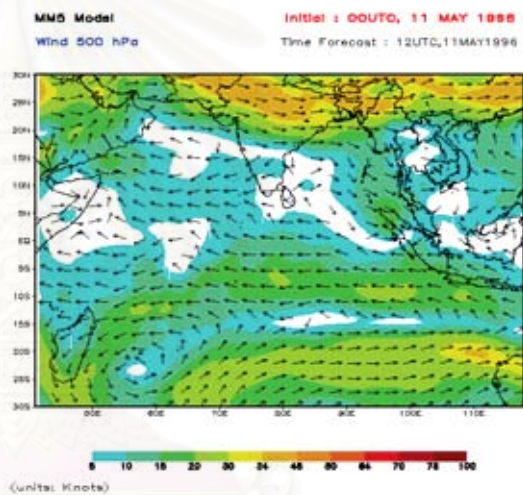 MM5 Model
Initial : 00UTC, 11 MAY 1996
Wind 500 hPa
Time Forecast : 12UTC,11MAY1996
30N
25N
20N
15N
10N
5N
EQ
5S
10S
15S
20S
25S
30S
50E 60E 70E 80E 90E 100E 110E
5 10 15 20 30 34 48 50 64 70 78 100
(units: Knots)